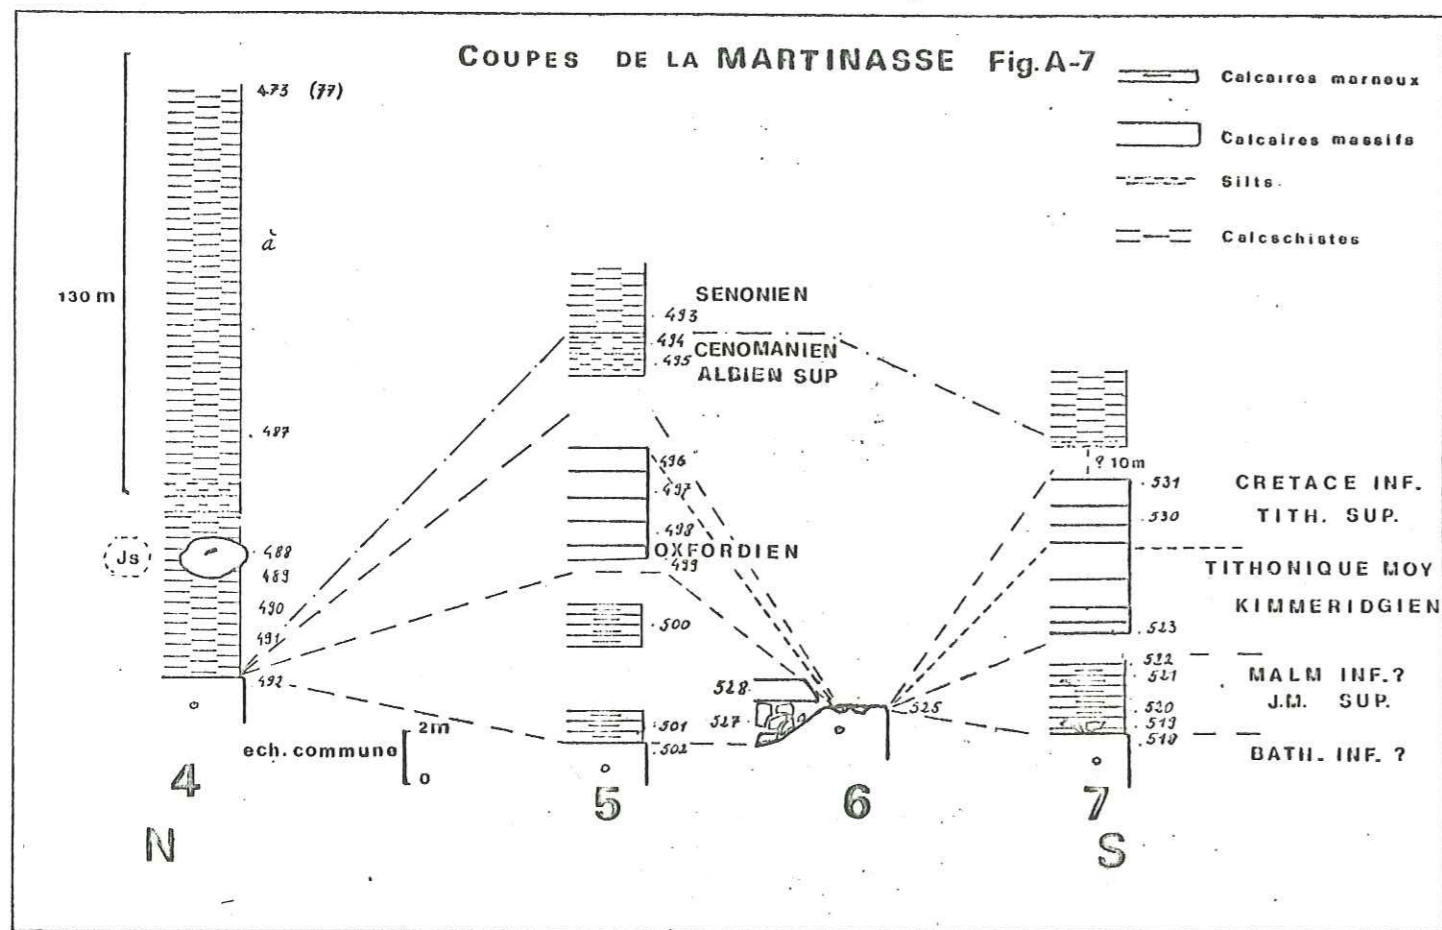 COUPES DE LA MARTINASSE Fig. A-7
Calcaires marneux
Calcaires massifs
Silts
Calcschistes
473 (77)
à
130 m
487
Js
488
489
490
491
492
ech. commune
2m
0
4
N
SENONIEN
493
494
CENOMANIEN
495
ALBIEN SUP
496
497
498
OXFORDIEN
499
500
501
502
5
528
527
525
6
? 10m
531
CRETACE INF.
530
TITH. SUP.
TITHONIQUE MOY
KIMMERIDGIEN
523
522
521
MALM INF.?
520
J.M. SUP.
519
518
BATH. INF. ?
7
S